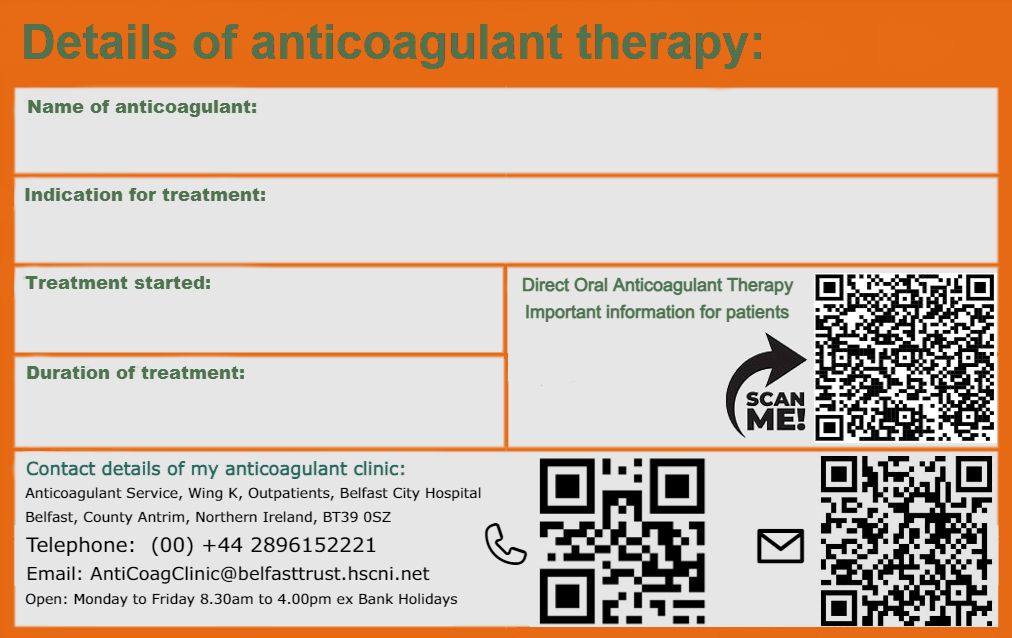 Details of anticoagulant therapy:
Name of anticoagulant:
Indication for treatment:
Treatment started:
Duration of treatment:
Direct Oral Anticoagulant Therapy
Important information for patients
SCAN
ME!
Contact details of my anticoagulant clinic:
Anticoagulant Service, Wing K, Outpatients, Belfast City Hospital
Belfast, County Antrim, Northern Ireland, BT39 0SZ
Telephone:  (00) +44 2896152221
Email: AntiCoagClinic@belfasttrust.hscni.net
Open: Monday to Friday 8.30am to 4.00pm ex Bank Holidays